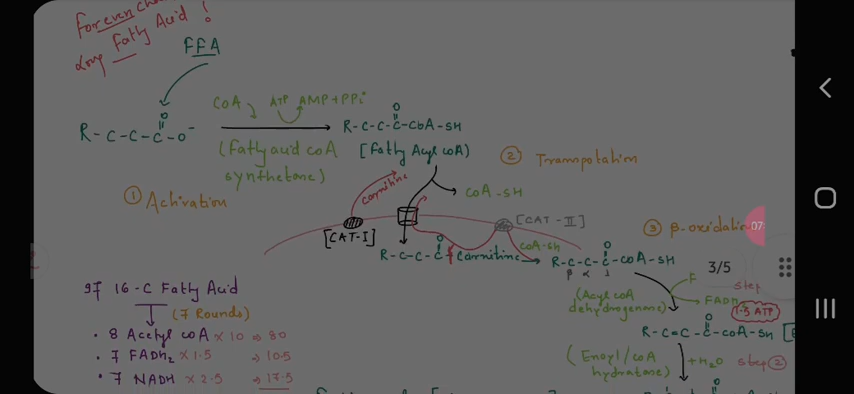 For even chain
Long Fatty Acid !
FFA
CoA ATP AMP+PPi
R-C-C-C-O⁻
O
(fatty acid coA
synthetase)
① Activation
O
R-C-C-C-CoA-SH
[Fatty Acyl coA]
② Transpotation
Carnitine
CoA-SH
[CAT-I]
[CAT-II]
③ β-oxidation
07:
O
R-C-C-C-Carnitine
CoA-SH
O
R-C-C-C-COA-SH
β α 1
3/5
If 16-C Fatty Acid
(7 Rounds)
• 8 Acetyl coA ×10 → 80
• 7 FADH₂ ×1.5 → 10.5
• 7 NADH ×2.5 → 17.5
(Acyl coA
dehydrogenase)
F
FADH
step
1.5 ATP
O
R-C=C-C-COA-SH
(Enoyl/coA
hydratase)
+H₂O step ②